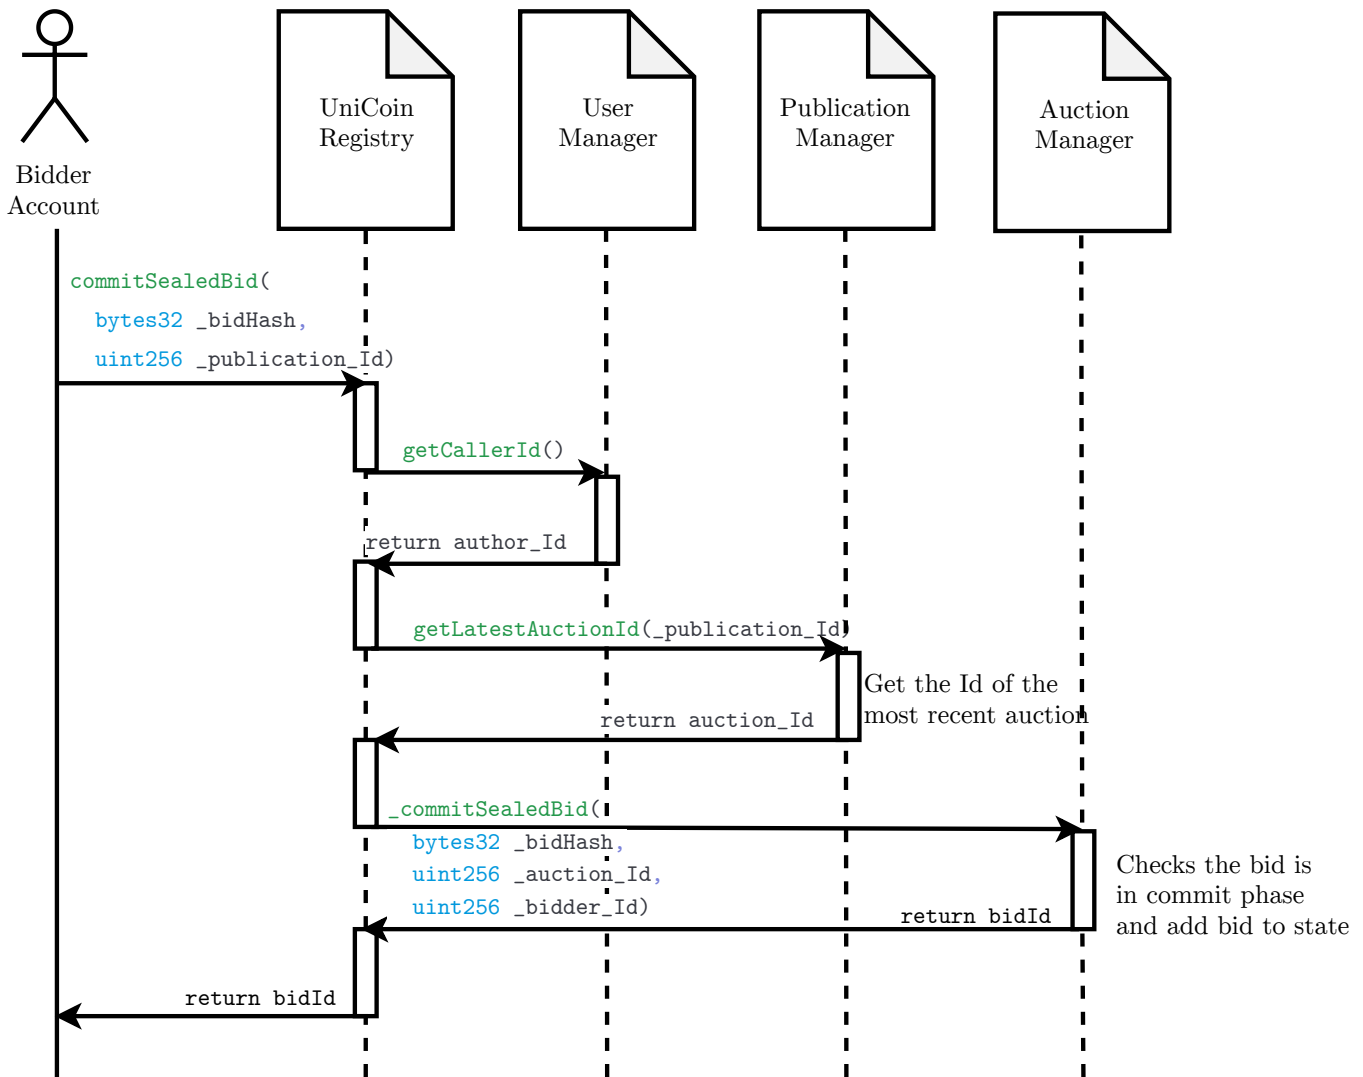 Bidder
Account
UniCoin
Registry
User
Manager
Publication
Manager
Auction
Manager
commitSealedBid(
bytes32 _bidHash,
uint256 _publication_Id)
getCallerId()
return author_Id
getLatestAuctionId(_publication_Id)
Get the Id of the
most recent auction
return auction_Id
_commitSealedBid(
bytes32 _bidHash,
uint256 _auction_Id,
uint256 _bidder_Id)
Checks the bid is
in commit phase
and add bid to state
return bidId
return bidId